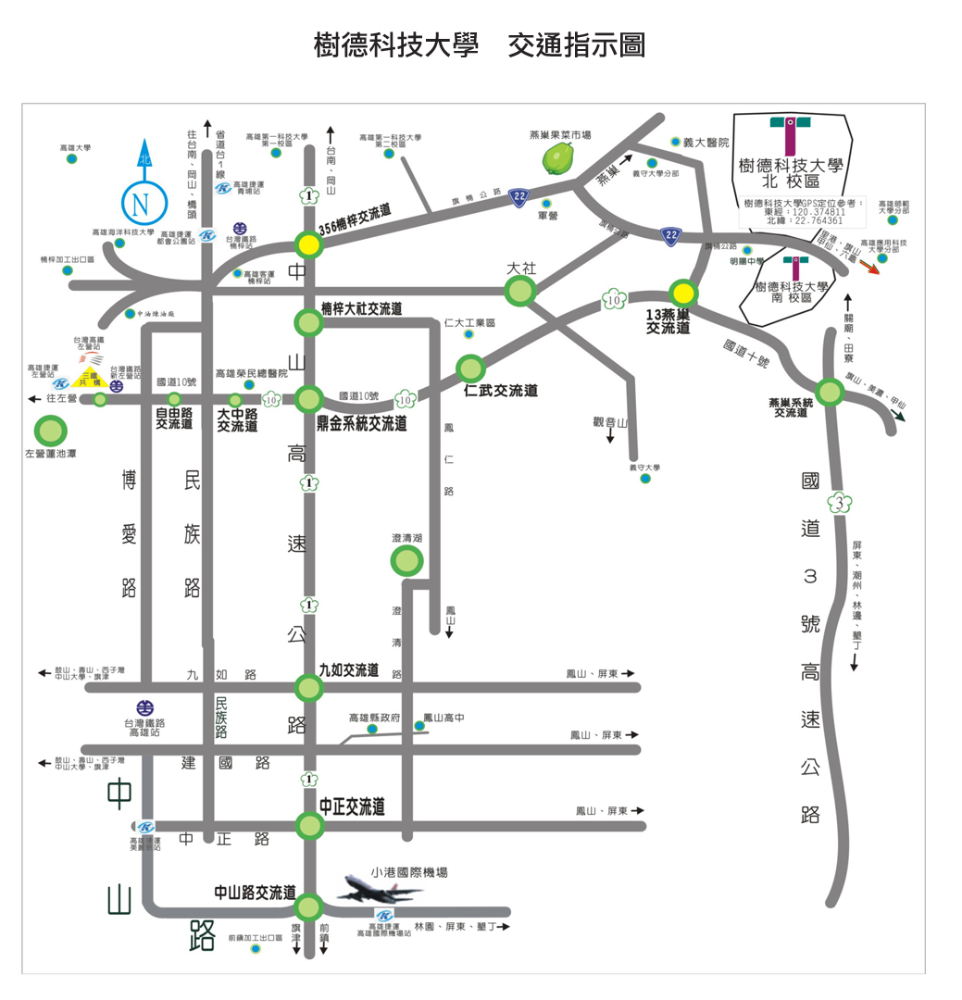 樹德科技大學　交通指示圖
高雄大學
北
N
往台南、岡山、橋頭
省道台1線
高雄捷運
青埔站
高雄第一科技大學
第一校區
台南、岡山
高雄第一科技大學
第二校區
燕巢果菜市場
義大醫院
義守大學分部
燕巢
樹德科技大學
北 校區
樹德科技大學GPS定位參考：
東經：120.374811
北緯：22.764361
高雄師範
大學分部
高雄應用科技
大學分部
里港、旗山
甲仙、六龜
旗楠公路
22
軍營
旗楠公路
22
旗楠公路
明陽中學
樹德科技大學
南 校區
1
356楠梓交流道
高雄海洋科技大學
高雄捷運
都會公園站
台灣鐵路
楠梓站
楠梓加工出口區
高雄客運
楠梓站
中油煉油廠
中山高速公路
楠梓大社交流道
大社
仁大工業區
10
13燕巢
交流道
國道十號
關廟、田寮
旗山、美濃、甲仙
燕巢系統
交流道
台灣高鐵
左營站
高雄捷運
左營站
三鐵
共構
台灣鐵路
新左營站
往左營
國道10號
自由路
交流道
高雄榮民總醫院
大中路
交流道
10
國道10號
10
鼎金系統交流道
仁武交流道
觀音山
義守大學
左營蓮池潭
博愛路
民族路
1
鳳仁路
澄清湖
澄清路
鳳山
1
國道3號高速公路
3
屏東、潮州、林邊、墾丁
鼓山、壽山、西子灣
中山大學、旗津
九如路
九如交流道
鳳山、屏東
台灣鐵路
高雄站
民族路
高雄縣政府
鳳山高中
鳳山、屏東
鼓山、壽山、西子灣
中山大學、旗津
建國路
1
中正交流道
鳳山、屏東
高雄捷運
美麗島站
中正路
中山路
中山路交流道
小港國際機場
高雄捷運
高雄國際機場站
林園、屏東、墾丁
前鎮加工出口區
旗津
前鎮